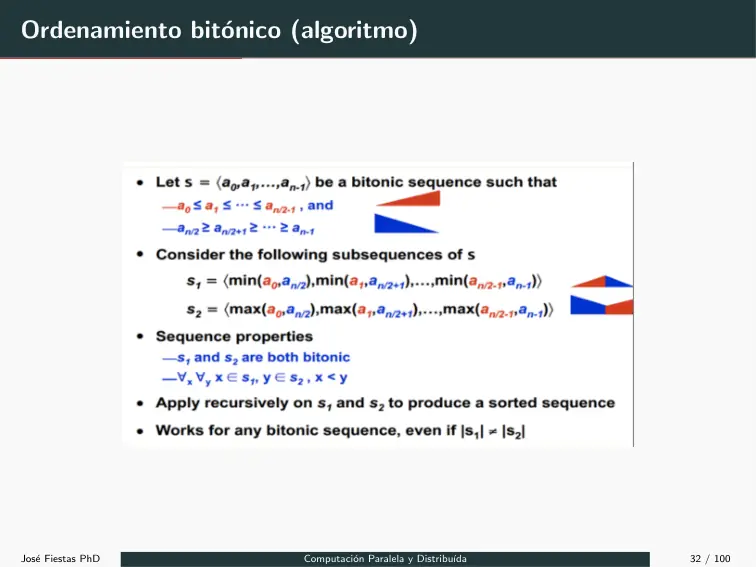 Ordenamiento bitónico (algoritmo)
• Let s = ⟨a0,a1,…,an-1⟩ be a bitonic sequence such that
—a0 ≤ a1 ≤ ··· ≤ an/2-1 , and
—an/2 ≥ an/2+1 ≥ ··· ≥ an-1
• Consider the following subsequences of s
s1 = ⟨min(a0,an/2),min(a1,an/2+1),…,min(an/2-1,an-1)⟩
s2 = ⟨max(a0,an/2),max(a1,an/2+1),…,max(an/2-1,an-1)⟩
• Sequence properties
—s1 and s2 are both bitonic
—∀x ∀y x ∈ s1, y ∈ s2 , x < y
• Apply recursively on s1 and s2 to produce a sorted sequence
• Works for any bitonic sequence, even if |s1| ≠ |s2|
José Fiestas PhD
Computación Paralela y Distribuída
32 / 100